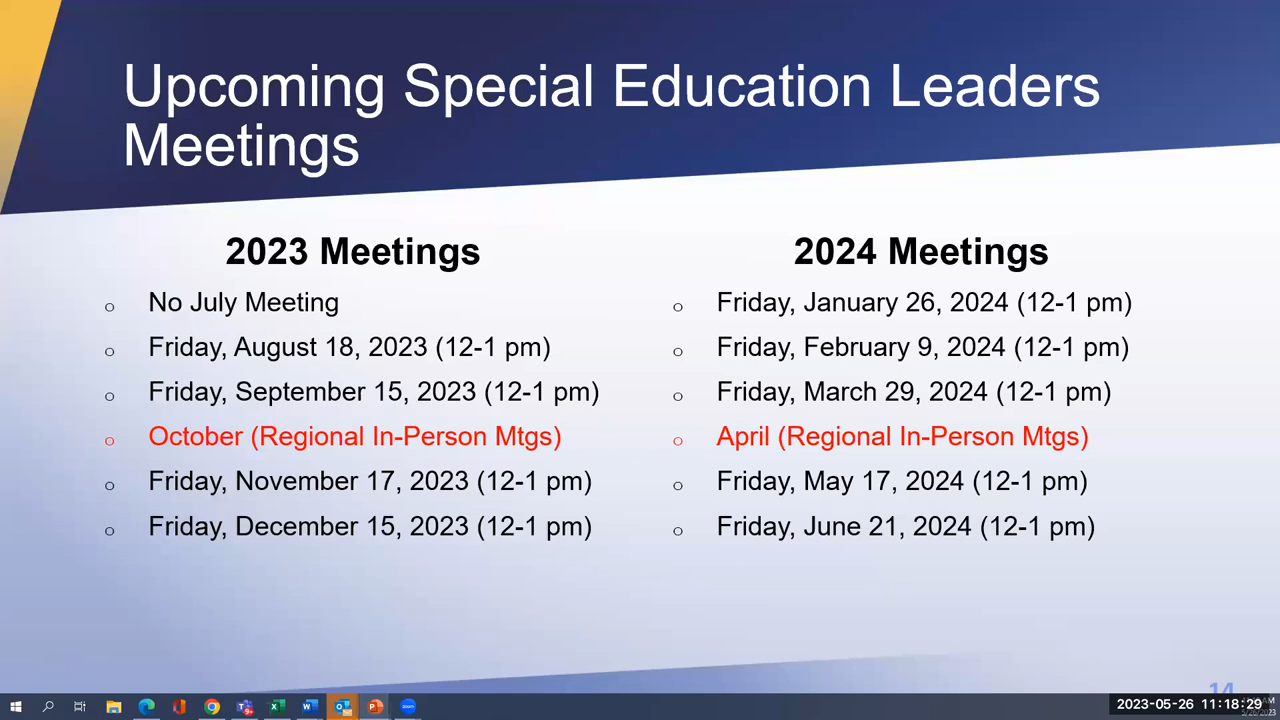 Upcoming Special Education Leaders
Meetings
2023 Meetings
o No July Meeting
o Friday, August 18, 2023 (12-1 pm)
o Friday, September 15, 2023 (12-1 pm)
o October (Regional In-Person Mtgs)
o Friday, November 17, 2023 (12-1 pm)
o Friday, December 15, 2023 (12-1 pm)
2024 Meetings
o Friday, January 26, 2024 (12-1 pm)
o Friday, February 9, 2024 (12-1 pm)
o Friday, March 29, 2024 (12-1 pm)
o April (Regional In-Person Mtgs)
o Friday, May 17, 2024 (12-1 pm)
o Friday, June 21, 2024 (12-1 pm)
14
2023-05-26 11:18:29